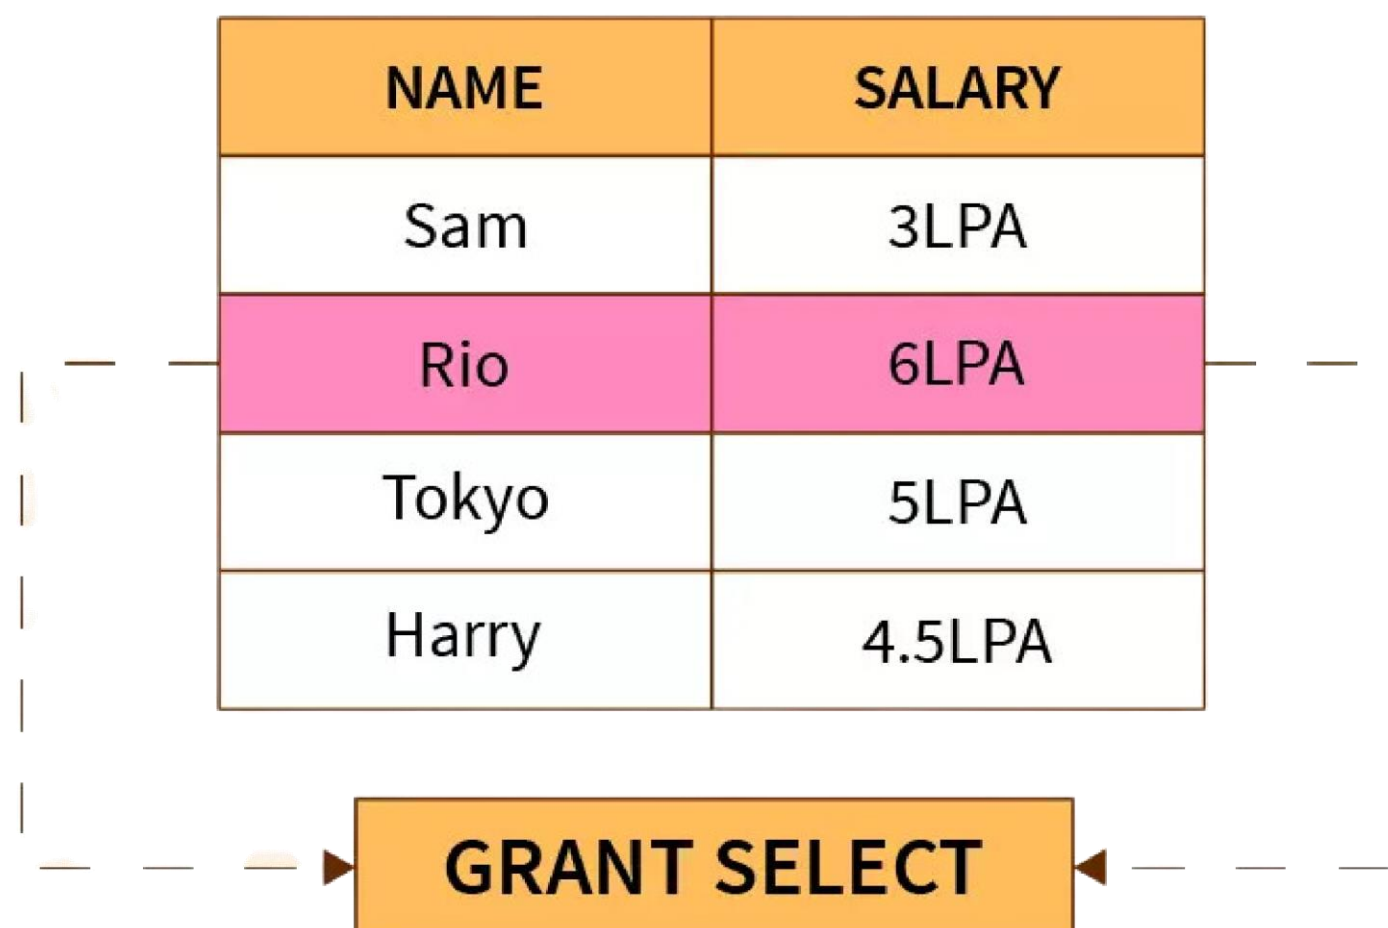 NAME SALARY
Sam 3LPA
Rio 6LPA
Tokyo 5LPA
Harry 4.5LPA
GRANT SELECT